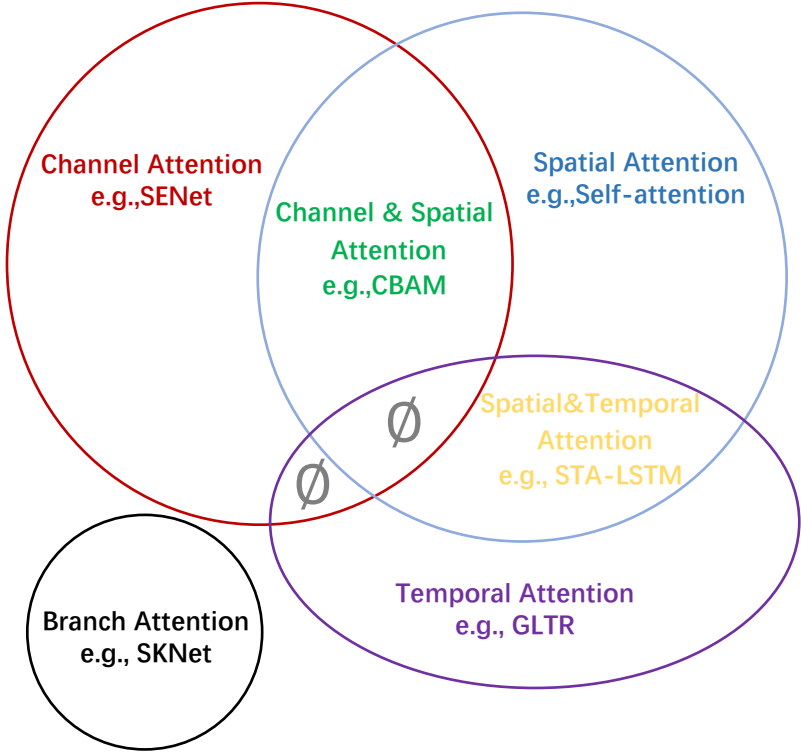 Channel Attention
e.g.,SENet
Spatial Attention
e.g.,Self-attention
Channel & Spatial
Attention
e.g.,CBAM
∅
∅
Spatial&Temporal
Attention
e.g., STA-LSTM
Branch Attention
e.g., SKNet
Temporal Attention
e.g., GLTR